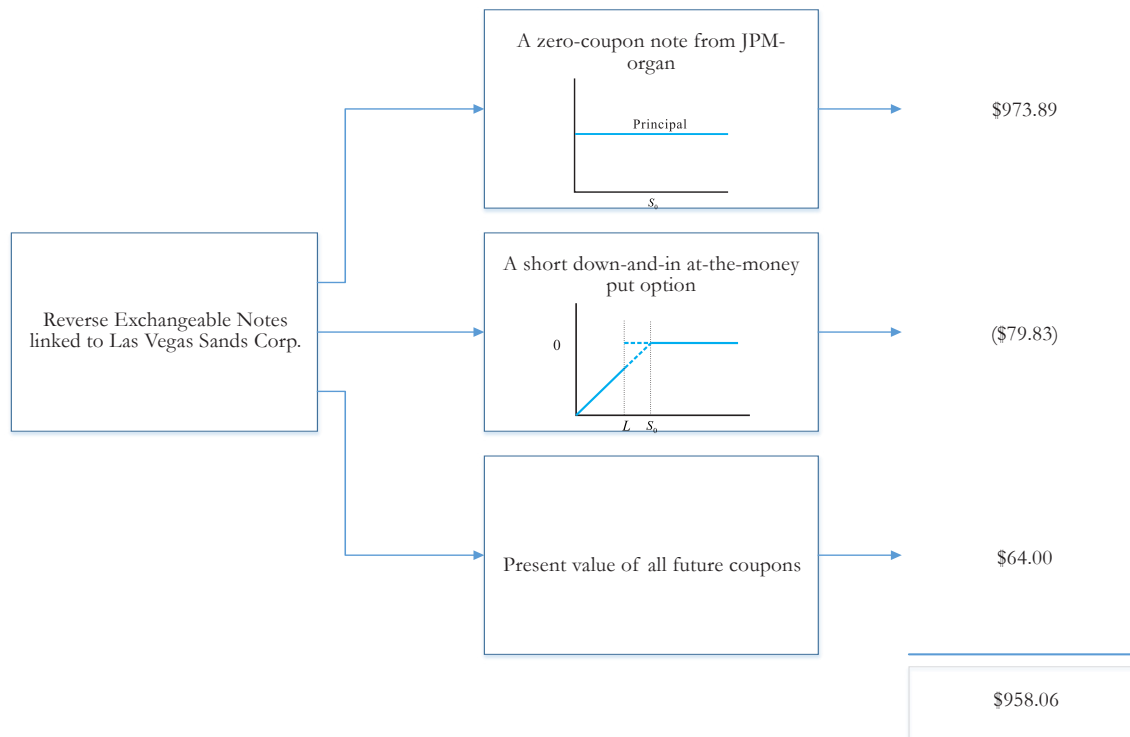 A zero-coupon note from JPM-
organ
Principal
S₀
$973.89
Reverse Exchangeable Notes
linked to Las Vegas Sands Corp.
A short down-and-in at-the-money
put option
0
L S₀
($79.83)
Present value of all future coupons
$64.00
$958.06